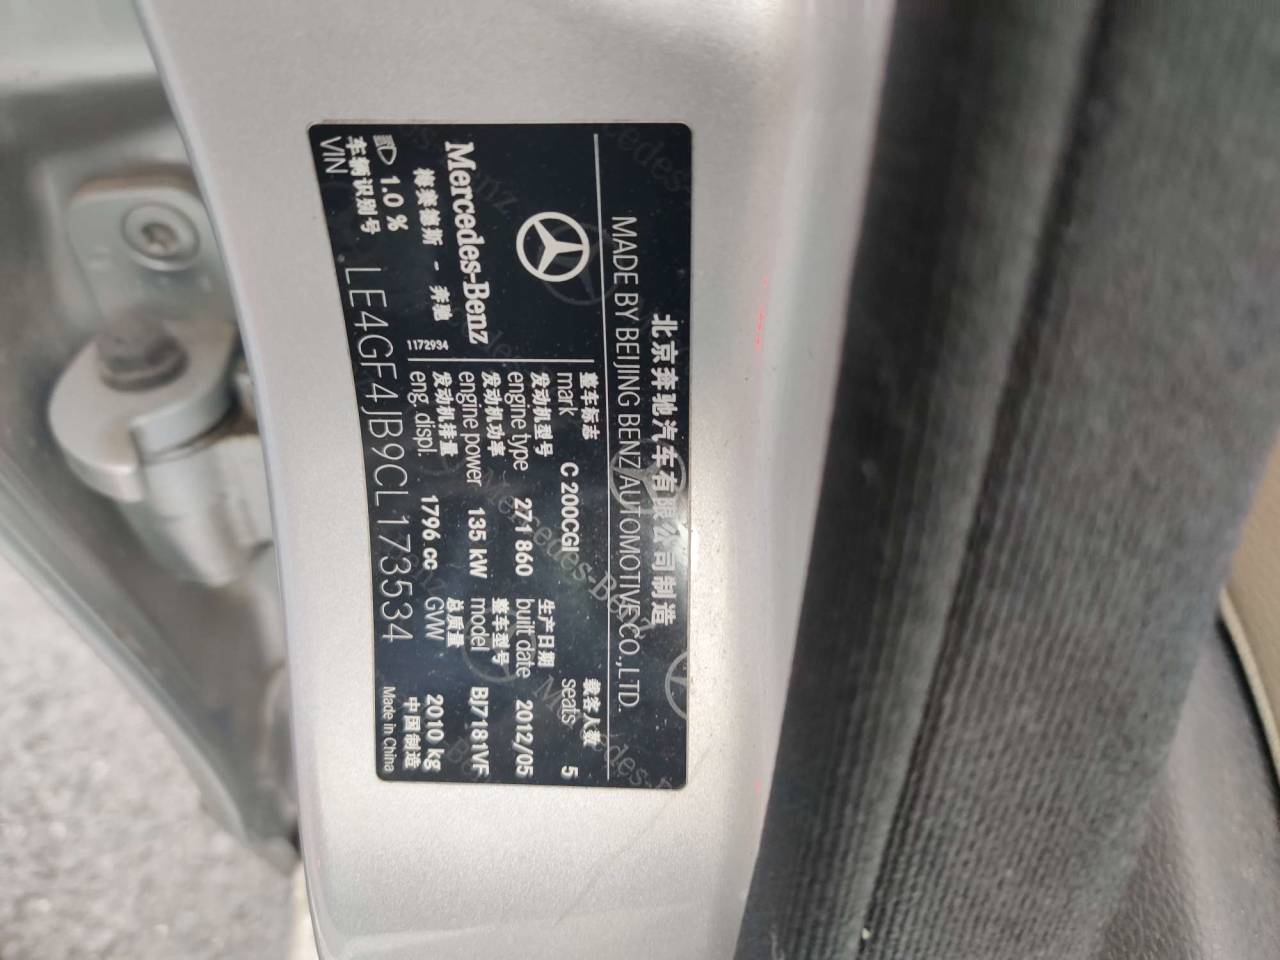 北京奔驰汽车有限公司制造
MADE BY BEIJING BENZ AUTOMOTIVE CO.,LTD.
Mercedes-Benz
梅赛德斯-奔驰
1172934
整车标志
mark C 200CGI
载客人数
seats 5
发动机型号
engine type 271 860
生产日期
built date 2012/05
发动机功率
engine power 135 kW
整车型号
model BJ7181VF
发动机排量
eng. displ. 1796 cc
总质量
GVW 2010 kg
1.0 %
车辆识别号
VIN LE4GF4JB9CL173534
中国制造
Made in China